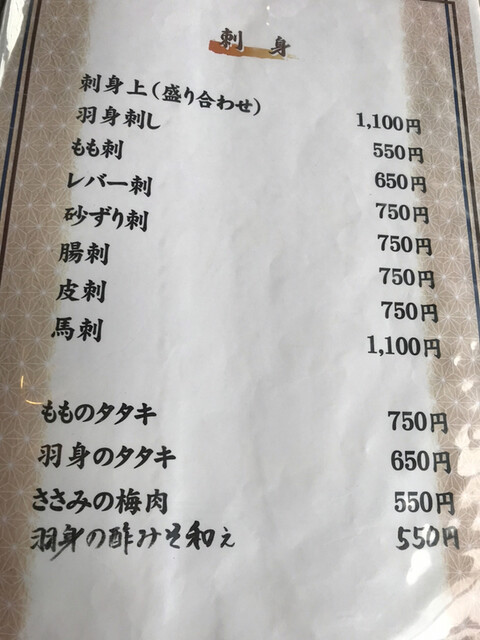 刺身
刺身上(盛り合わせ) 1,100円
羽身刺し 550円
もも刺 650円
レバー刺 750円
砂ずり刺 750円
腸刺 750円
皮刺 750円
馬刺 1,100円
もものタタキ 750円
羽身のタタキ 650円
ささみの梅肉 550円
羽身の酢みそ和え 550円